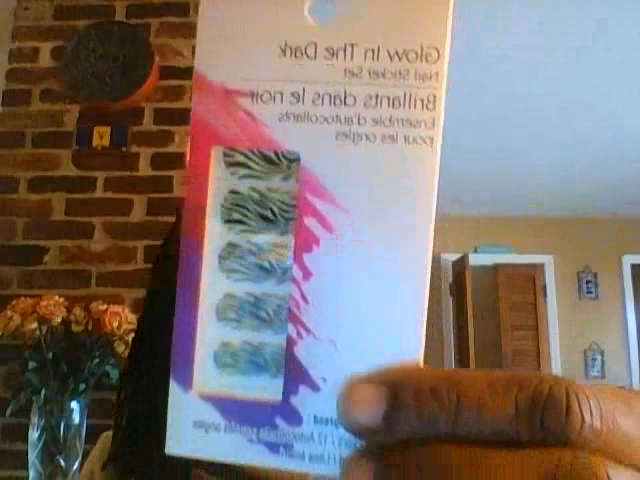 Glow In The Dark
Nail Sticker Set
Brillants dans le noir
Ensemble d'autocollants
pour les ongles